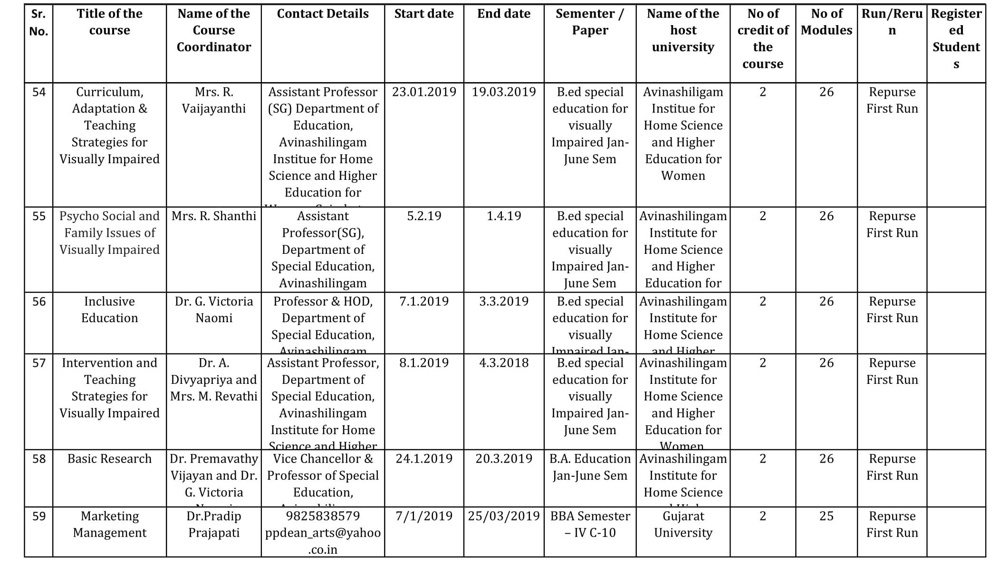 Sr. No.
Title of the course
Name of the Course Coordinator
Contact Details
Start date
End date
Sementer / Paper
Name of the host university
No of credit of the course
No of Modules
Run/Rerun
Registered Students
54
Curriculum,
Adaptation &
Teaching
Strategies for
Visually Impaired
Mrs. R.
Vaijayanthi
Assistant Professor
(SG) Department of
Education,
Avinashilingam
Institue for Home
Science and Higher
Education for
23.01.2019
19.03.2019
B.ed special
education for
visually
Impaired Jan-
June Sem
Avinashiligam
Institue for
Home Science
and Higher
Education for
Women
2
26
Repurse
First Run
55
Psycho Social and
Family Issues of
Visually Impaired
Mrs. R. Shanthi
Assistant
Professor(SG),
Department of
Special Education,
Avinashilingam
5.2.19
1.4.19
B.ed special
education for
visually
Impaired Jan-
June Sem
Avinashilingam
Institute for
Home Science
and Higher
Education for
2
26
Repurse
First Run
56
Inclusive
Education
Dr. G. Victoria
Naomi
Professor & HOD,
Department of
Special Education,
Avinashilingam
7.1.2019
3.3.2019
B.ed special
education for
visually
Impaired Jan-
Avinashilingam
Institute for
Home Science
and Higher
2
26
Repurse
First Run
57
Intervention and
Teaching
Strategies for
Visually Impaired
Dr. A.
Divyapriya and
Mrs. M. Revathi
Assistant Professor,
Department of
Special Education,
Avinashilingam
Institute for Home
Science and Higher
8.1.2019
4.3.2018
B.ed special
education for
visually
Impaired Jan-
June Sem
Avinashilingam
Institute for
Home Science
and Higher
Education for
Women
2
26
Repurse
First Run
58
Basic Research
Dr. Premavathy
Vijayan and Dr.
G. Victoria
Vice Chancellor &
Professor of Special
Education,
24.1.2019
20.3.2019
B.A. Education
Jan-June Sem
Avinashilingam
Institute for
Home Science
2
26
Repurse
First Run
59
Marketing
Management
Dr.Pradip
Prajapati
9825838579
ppdean_arts@yahoo
.co.in
7/1/2019
25/03/2019
BBA Semester
– IV C-10
Gujarat
University
2
25
Repurse
First Run